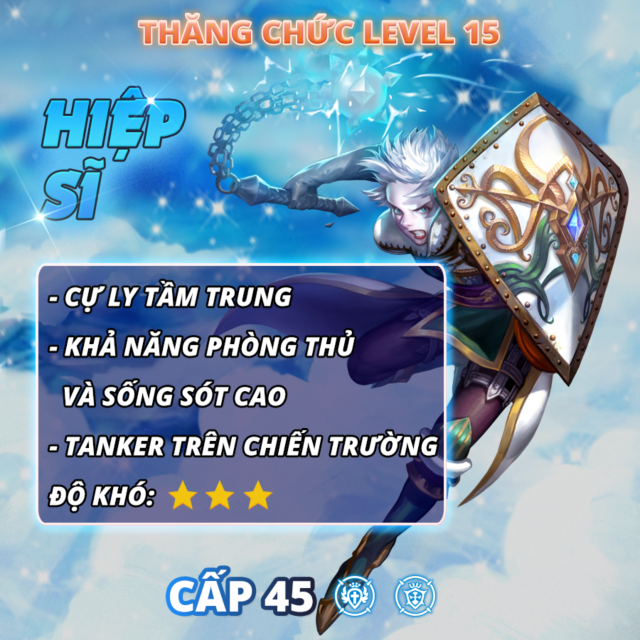 THĂNG CHỨC LEVEL 15
HIỆP
SĨ
- CỰ LY TẦM TRUNG
- KHẢ NĂNG PHÒNG THỦ
VÀ SỐNG SÓT CAO
- TANKER TRÊN CHIẾN TRƯỜNG
ĐỘ KHÓ:
CẤP 45